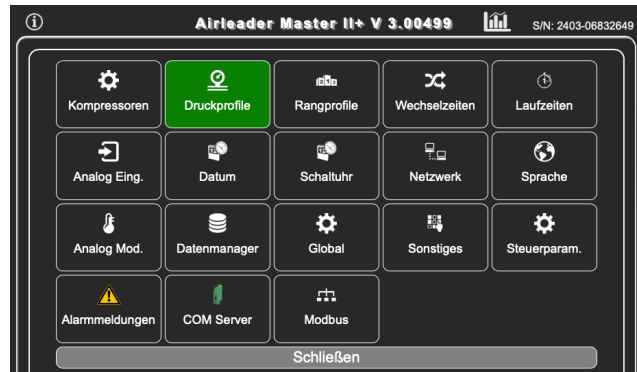 Airleader Master II+ V 3.00499 S/N: 2403-06832649
Kompressoren Druckprofile Rangprofile Wechselzeiten Laufzeiten
Analog Eing. Datum Schaltuhr Netzwerk Sprache
Analog Mod. Datenmanager Global Sonstiges Steuerparam.
Alarmmeldungen COM Server Modbus
Schließen